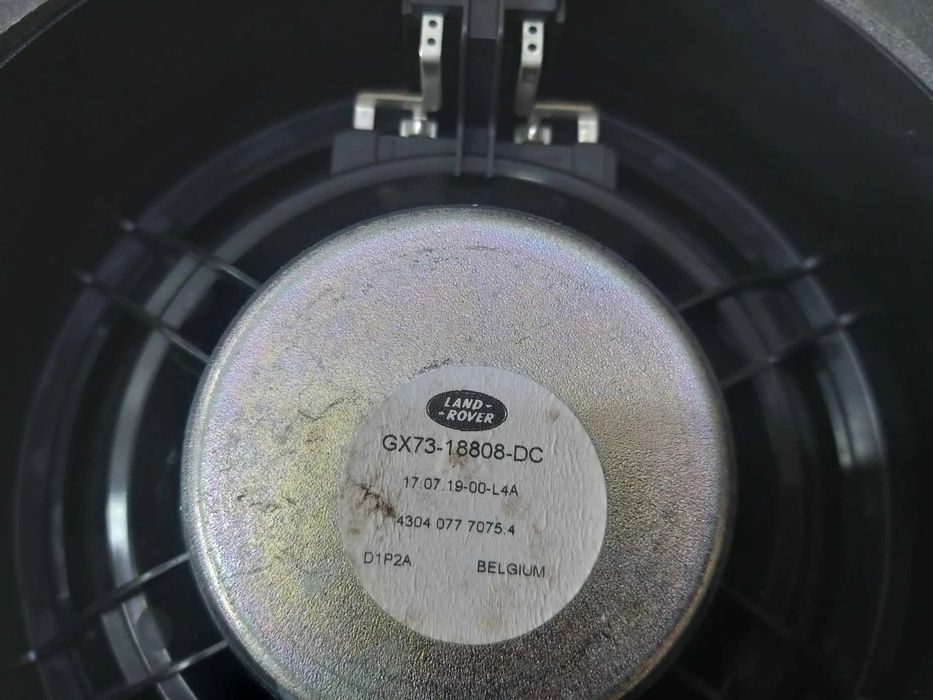 LAND-
-ROVER
GX73-18808-DC
17.07.19-00-L4A
4304 077 7075.4
D1P2A BELGIUM